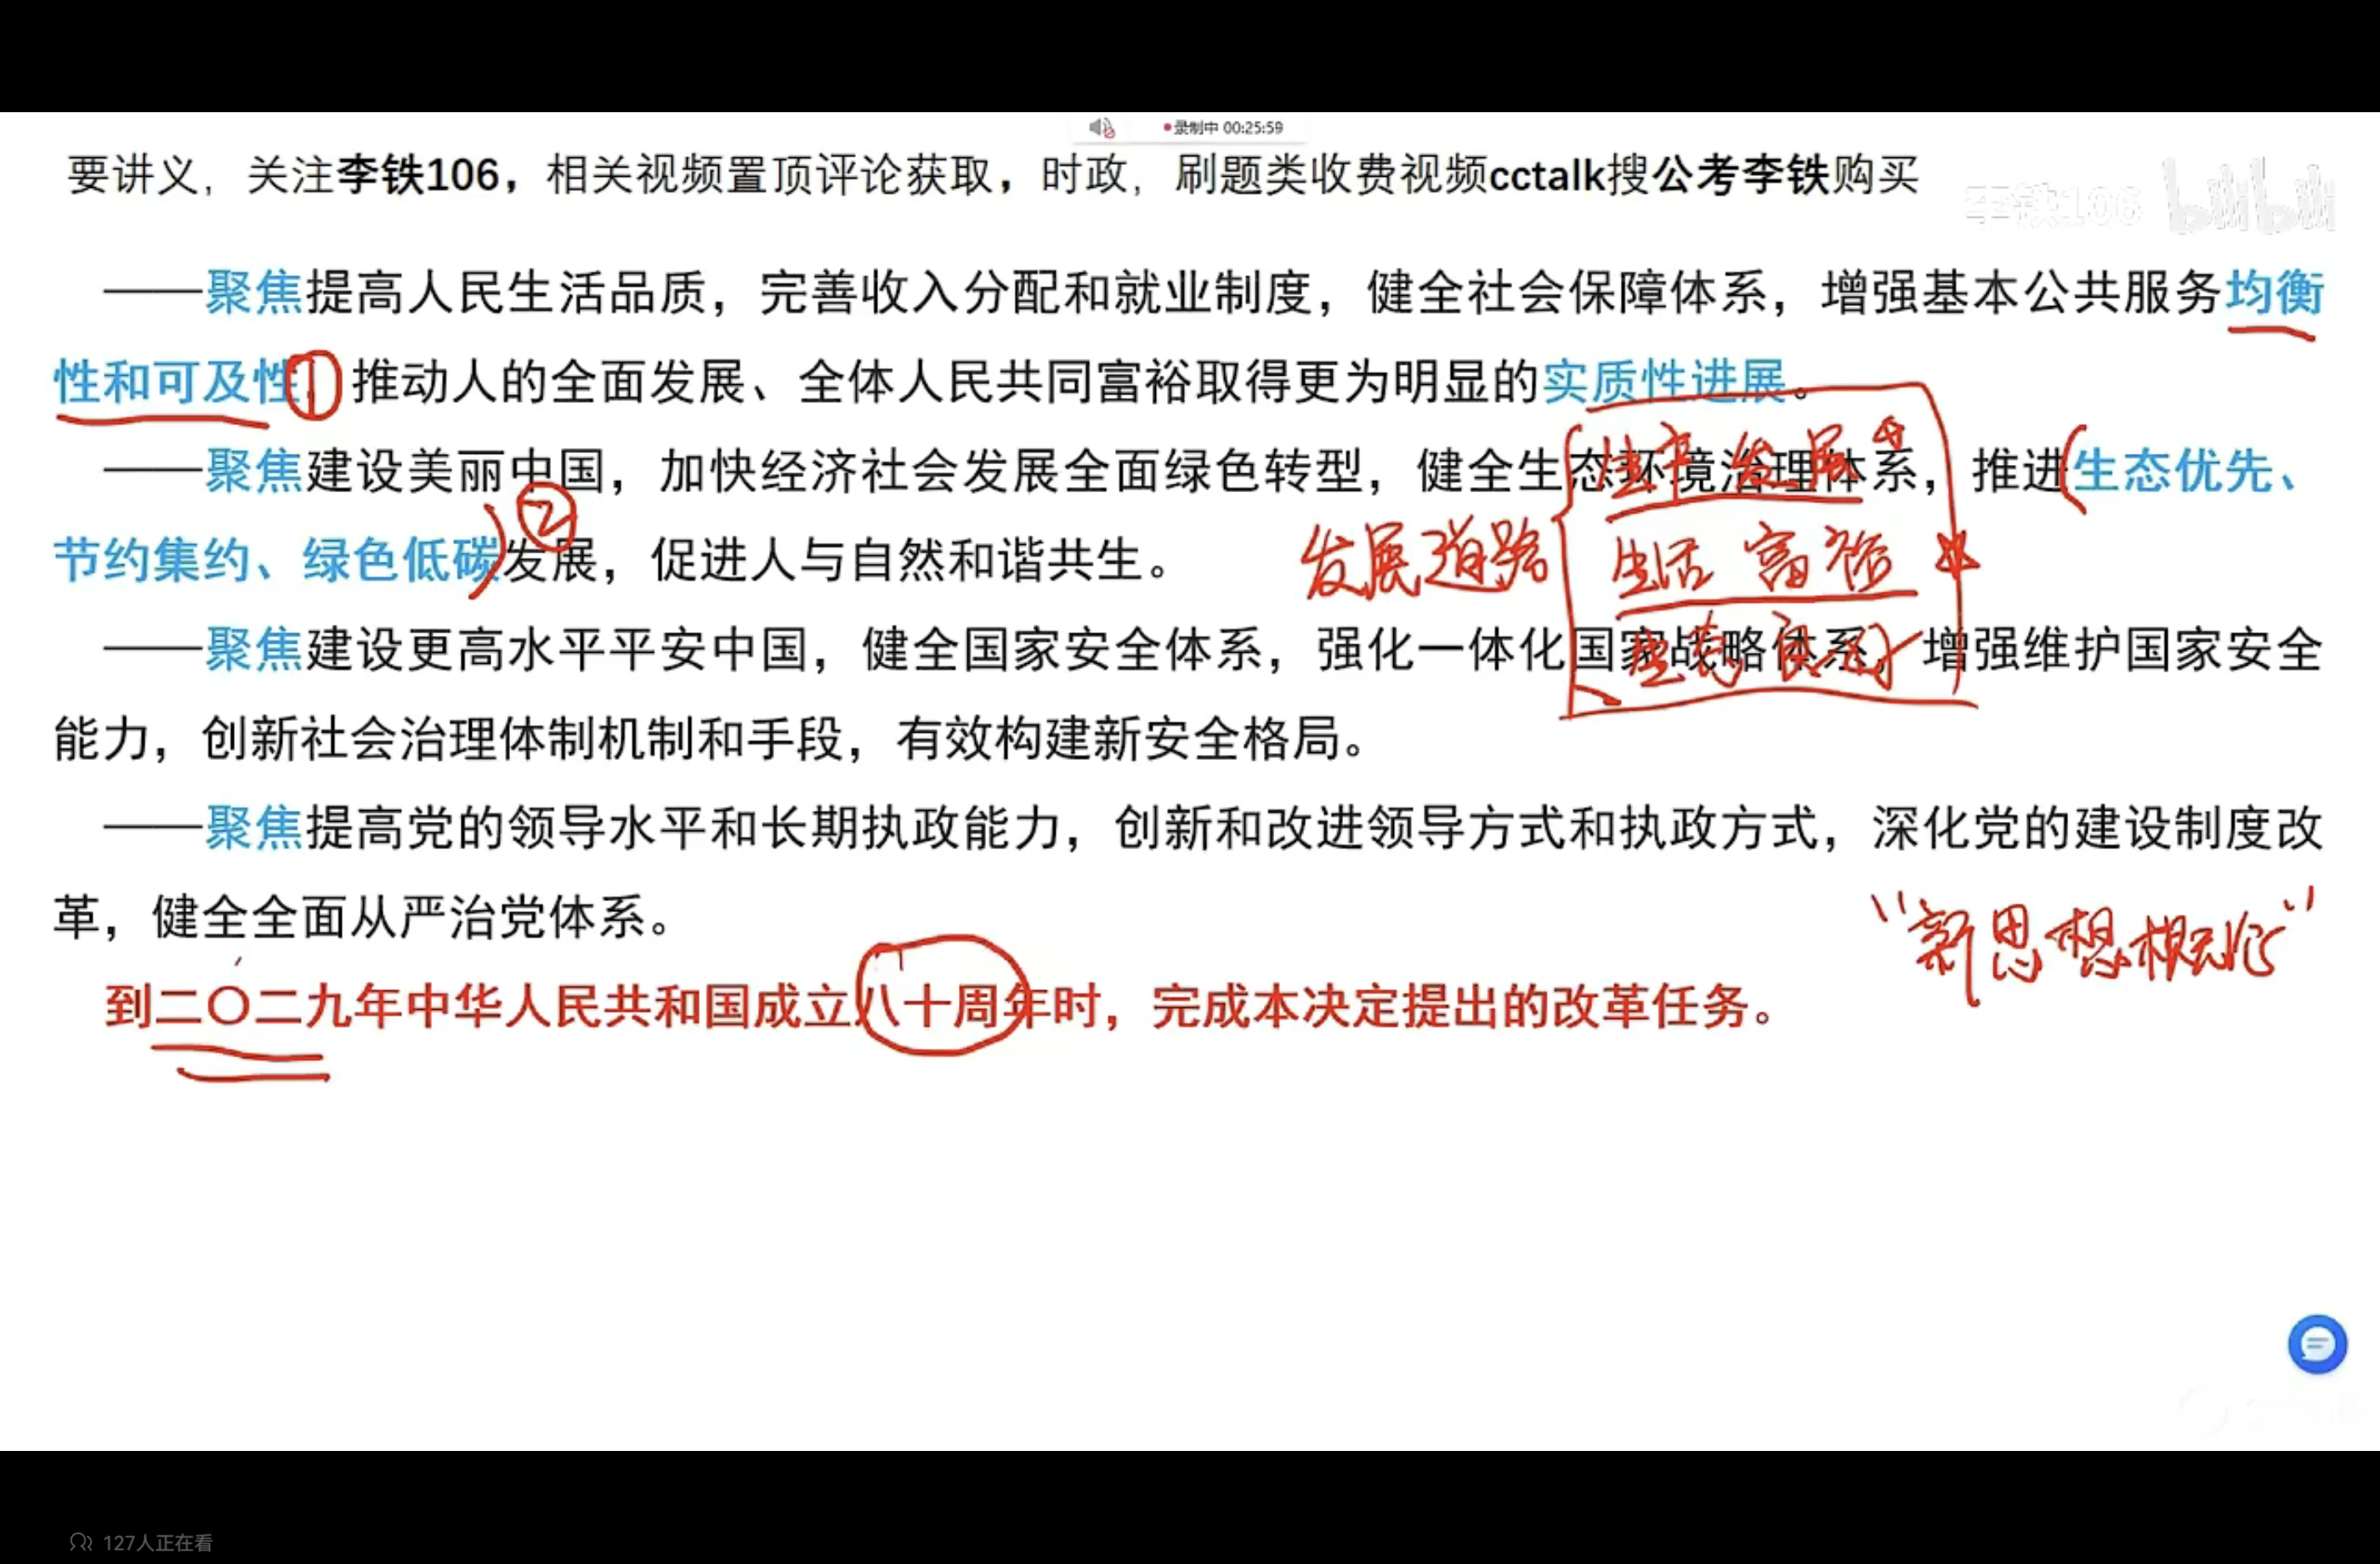 录制中 00:25:59
要讲义，关注李铁106，相关视频置顶评论获取，时政，刷题类收费视频cctalk搜公考李铁购买
李铁106 bilibili
——聚焦提高人民生活品质，完善收入分配和就业制度，健全社会保障体系，增强基本公共服务均衡
性和可及性，推动人的全面发展、全体人民共同富裕取得更为明显的实质性进展。
①
——聚焦建设美丽中国，加快经济社会发展全面绿色转型，健全生态环境治理体系，推进生态优先、
节约集约、绿色低碳发展，促进人与自然和谐共生。
②
发展道路
生产发展
生活富裕
生态良好
——聚焦建设更高水平平安中国，健全国家安全体系，强化一体化国家战略体系，增强维护国家安全
能力，创新社会治理体制机制和手段，有效构建新安全格局。
——聚焦提高党的领导水平和长期执政能力，创新和改进领导方式和执政方式，深化党的建设制度改
革，健全全面从严治党体系。
“新思想概论”
到二〇二九年中华人民共和国成立八十周年时，完成本决定提出的改革任务。
127人正在看